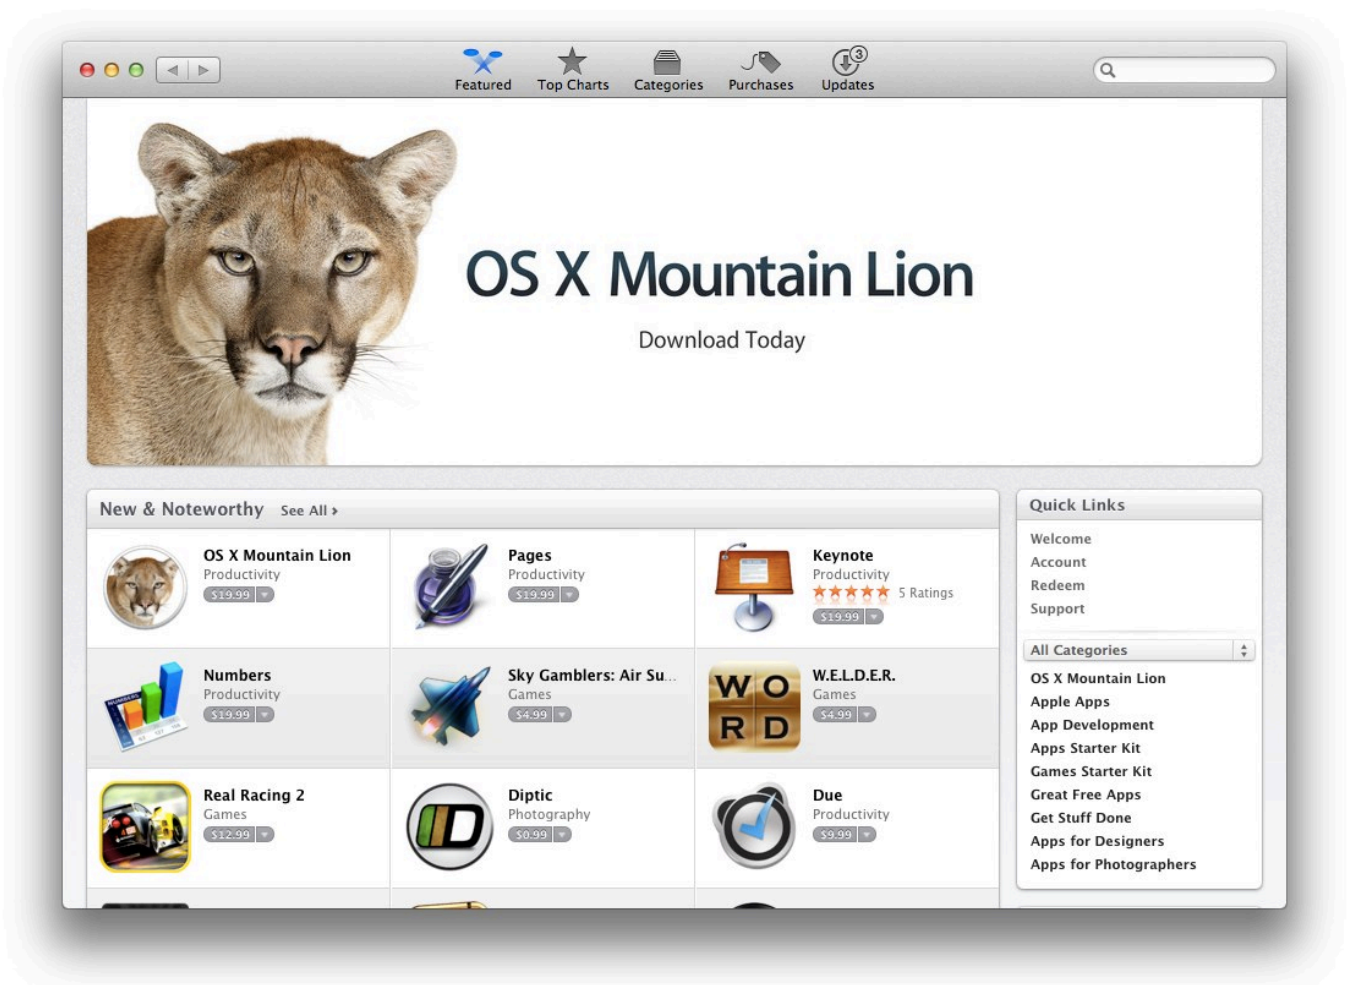 Featured
Top Charts
Categories
Purchases
3
Updates
OS X Mountain Lion
Download Today
New & Noteworthy See All ›
OS X Mountain Lion
Productivity
$19.99
Pages
Productivity
$19.99
Keynote
Productivity
5 Ratings
$19.99
Numbers
Productivity
$19.99
NUMBERS
Sky Gamblers: Air Su...
Games
$4.99
W.E.L.D.E.R.
Games
$4.99
WO
RD
Real Racing 2
Games
$12.99
Diptic
Photography
$0.99
D
Due
Productivity
$9.99
Quick Links
Welcome
Account
Redeem
Support
All Categories
OS X Mountain Lion
Apple Apps
App Development
Apps Starter Kit
Games Starter Kit
Great Free Apps
Get Stuff Done
Apps for Designers
Apps for Photographers